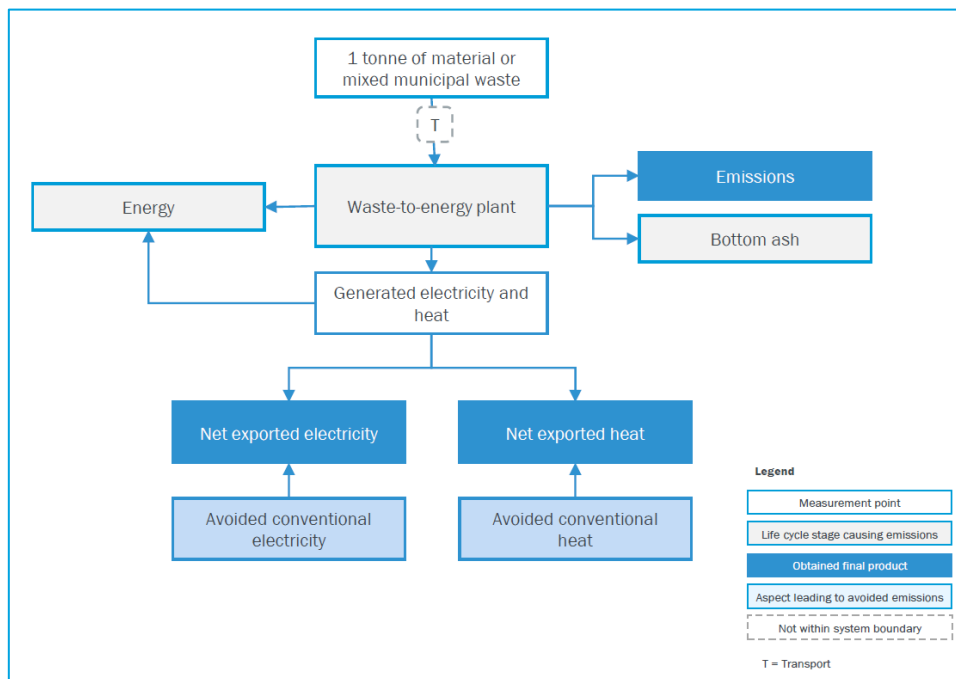 1 tonne of material or
mixed municipal waste
T
Emissions
Energy
Waste-to-energy plant
Bottom ash
Generated electricity and
heat
Net exported electricity
Net exported heat
Avoided conventional
electricity
Avoided conventional
heat
Legend
Measurement point
Life cycle stage causing emissions
Obtained final product
Aspect leading to avoided emissions
Not within system boundary
T = Transport